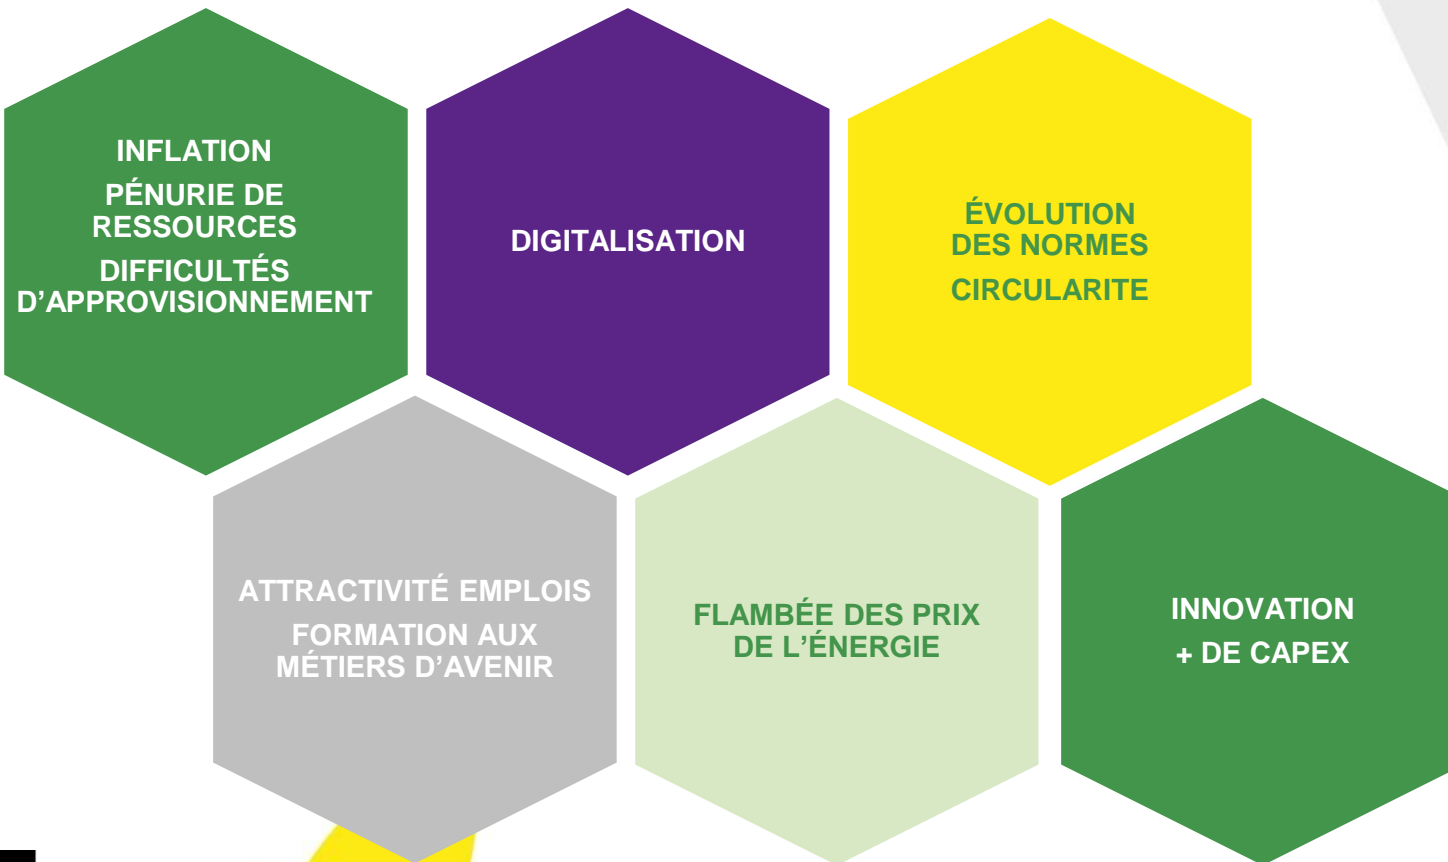 INFLATION
PÉNURIE DE
RESSOURCES
DIFFICULTÉS
D’APPROVISIONNEMENT
DIGITALISATION
ÉVOLUTION
DES NORMES
CIRCULARITE
ATTRACTIVITÉ EMPLOIS
FORMATION AUX
MÉTIERS D’AVENIR
FLAMBÉE DES PRIX
DE L’ÉNERGIE
INNOVATION
+ DE CAPEX